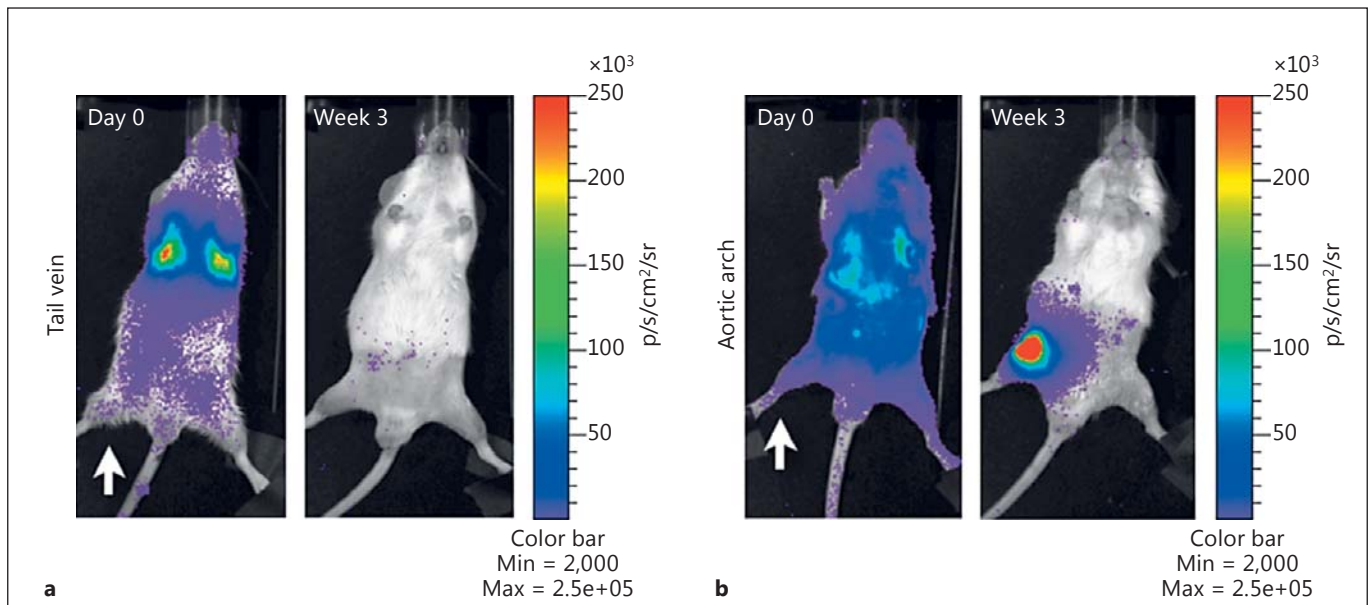 ×10³
Day 0
Week 3
250
200
150
100
50
p/s/cm²/sr
Tail vein
Color bar
Min = 2,000
Max = 2.5e+05
a
×10³
Day 0
Week 3
250
200
150
100
50
p/s/cm²/sr
Aortic arch
Color bar
Min = 2,000
Max = 2.5e+05
b